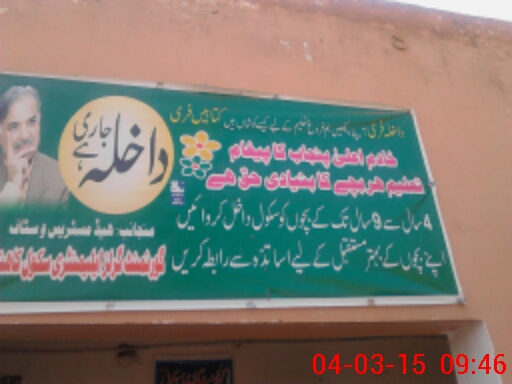 داخلہ فری کتابیں فری
داخلہ
جاری
ہے
خادم اعلیٰ پنجاب کا پیغام
تعلیم ہر بچے کا بنیادی حق ہے
4 سال سے 9 سال تک کے بچوں کو سکول داخل کروائیں
اپنے بچوں کے بہتر مستقبل کے لیے اساتذہ سے رابطہ کریں
منجانب: ہیڈ مسٹریس و سٹاف
گورنمنٹ گرلز ایلیمنٹری سکول
04-03-15 09:46